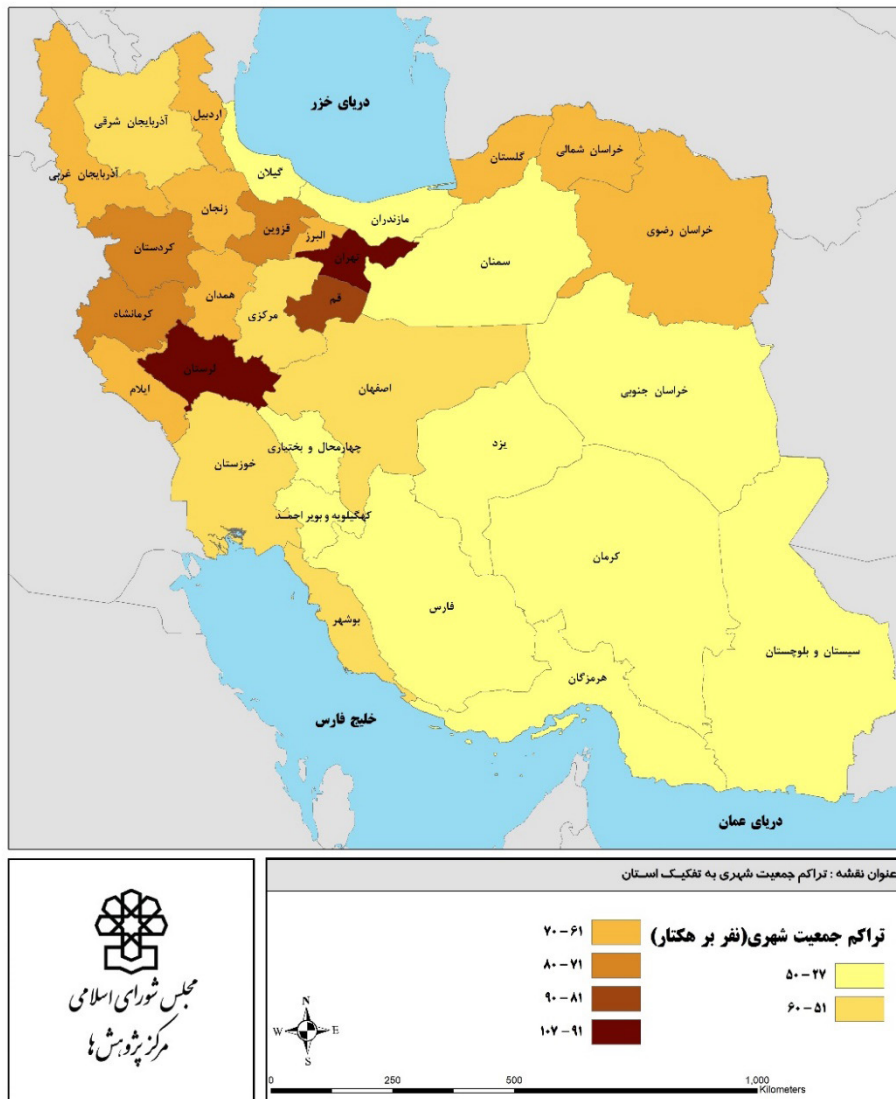 دریای خزر
اردبیل
آذربایجان شرقی
آذربایجان غربی
گیلان
گلستان
خراسان شمالی
خراسان رضوی
زنجان
مازندران
قزوین
البرز
کردستان
تهران
سمنان
همدان
قم
کرمانشاه
مرکزی
لرستان
ایلام
اصفهان
خراسان جنوبی
چهارمحال و بختیاری
یزد
خوزستان
کهگیلویه و بویر احمـد
کرمان
فارس
بوشهر
سیستان و بلوچستان
هرمزگان
خلیج فارس
دریای عمان
عنوان نقشه : تراکم جمعیت شهری به تفکیـک اسـتان
تراکم جمعیت شهری(نفر بر هکتار)
۵۰-۲۷
۶۰-۵۱
۷۰-۶۱
۸۰-۷۱
۹۰-۸۱
۱۰۷-۹۱
N
W E
S
0 250 500 1,000
Kilometers
مجلس شورای اسلامی
مرکز پژوهش ها